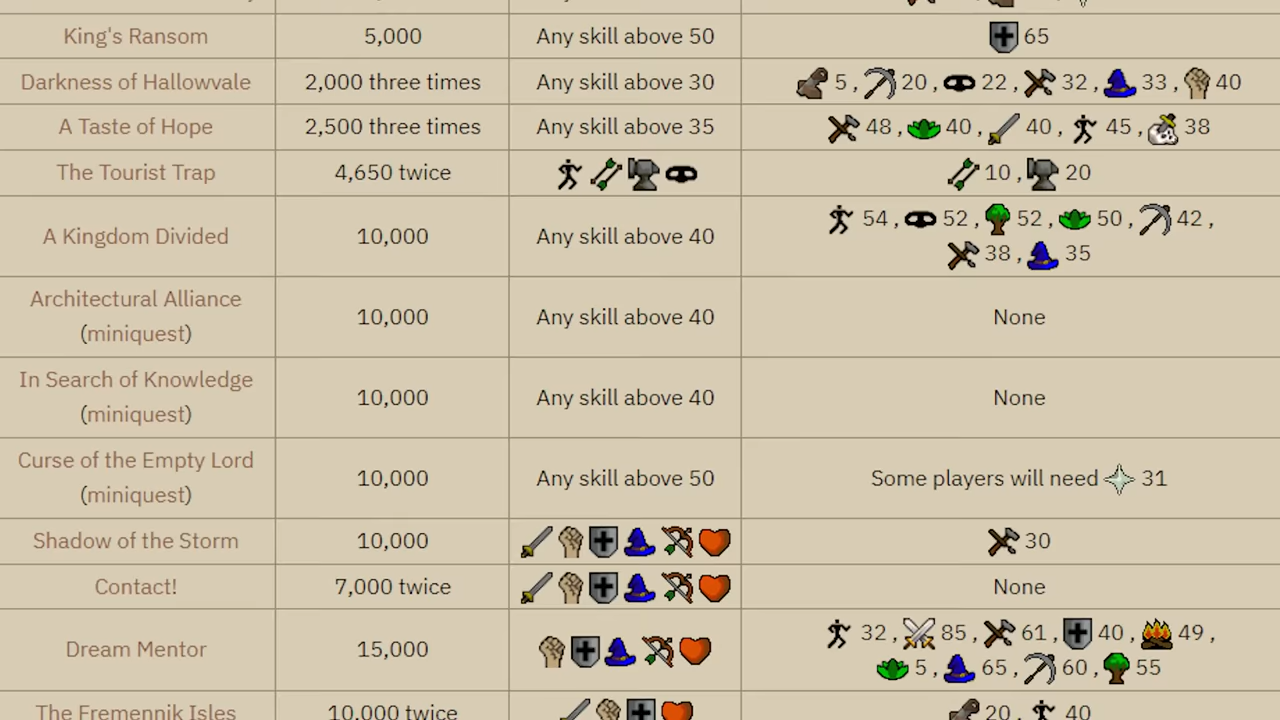 King's Ransom 5,000 Any skill above 50 65
Darkness of Hallowvale 2,000 three times Any skill above 30 5 , 20 , 22 , 32 , 33 , 40
A Taste of Hope 2,500 three times Any skill above 35 48 , 40 , 40 , 45 , 38
The Tourist Trap 4,650 twice 10 , 20
A Kingdom Divided 10,000 Any skill above 40 54 , 52 , 52 , 50 , 42 ,
38 , 35
Architectural Alliance
(miniquest) 10,000 Any skill above 40 None
In Search of Knowledge
(miniquest) 10,000 Any skill above 40 None
Curse of the Empty Lord
(miniquest) 10,000 Any skill above 50 Some players will need 31
Shadow of the Storm 10,000 30
Contact! 7,000 twice None
Dream Mentor 15,000 32 , 85 , 61 , 40 , 49 ,
5 , 65 , 60 , 55
The Fremennik Isles 10,000 twice 20 , 40